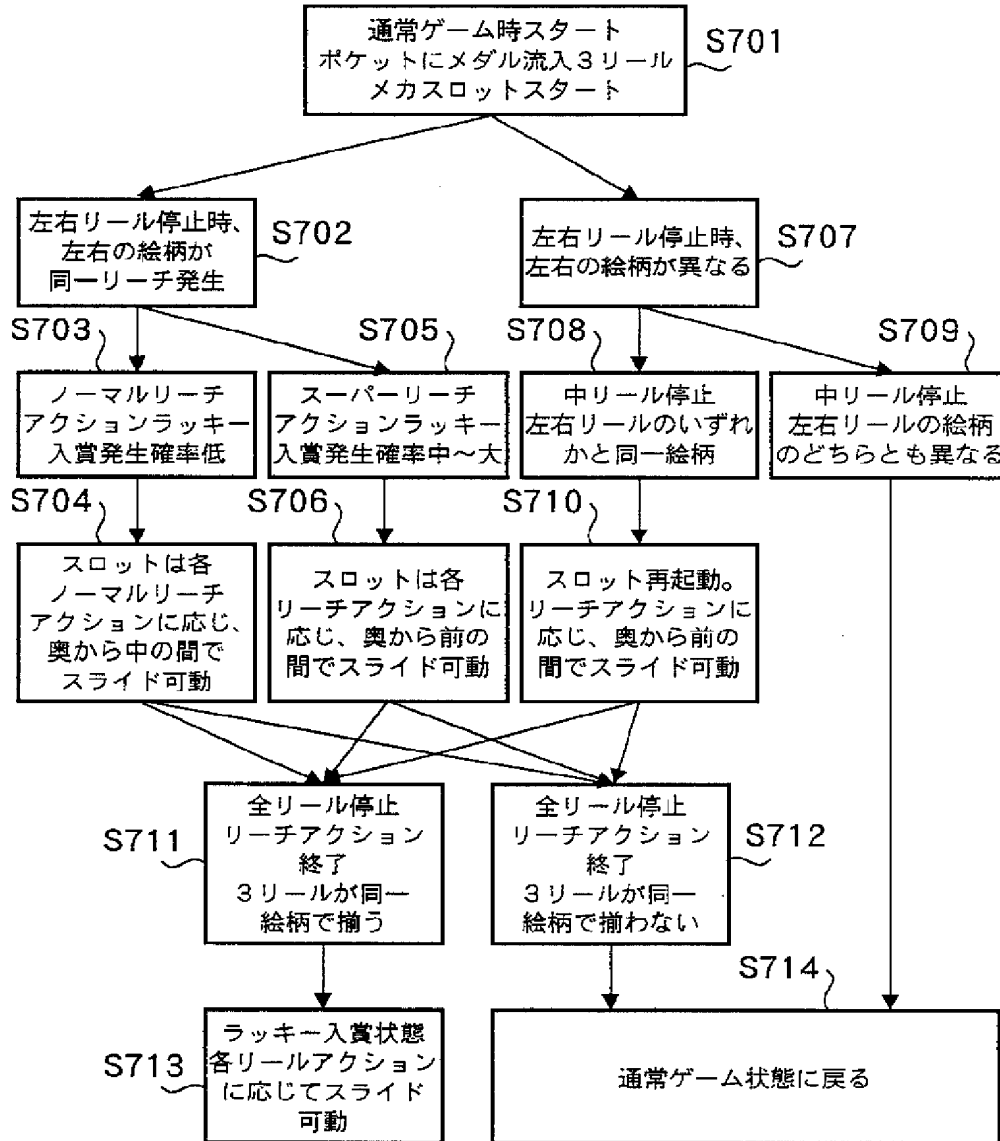 通常ゲーム時スタート
ポケットにメダル流入3リール
メカスロットスタート
S701
左右リール停止時、
左右の絵柄が
同一リーチ発生
S702
左右リール停止時、
左右の絵柄が異なる
S707
S703
ノーマルリーチ
アクションラッキー
入賞発生確率低
S705
スーパーリーチ
アクションラッキー
入賞発生確率中～大
S708
中リール停止
左右リールのいずれ
かと同一絵柄
S709
中リール停止
左右リールの絵柄
のどちらとも異なる
S704
スロットは各
ノーマルリーチ
アクションに応じ、
奥から中の間で
スライド可動
S706
スロットは各
リーチアクションに
応じ、奥から前の
間でスライド可動
S710
スロット再起動。
リーチアクションに
応じ、奥から前の
間でスライド可動
S711
全リール停止
リーチアクション
終了
3リールが同一
絵柄で揃う
全リール停止
リーチアクション
終了
3リールが同一
絵柄で揃わない
S712
S713
ラッキー入賞状態
各リールアクション
に応じてスライド
可動
S714
通常ゲーム状態に戻る